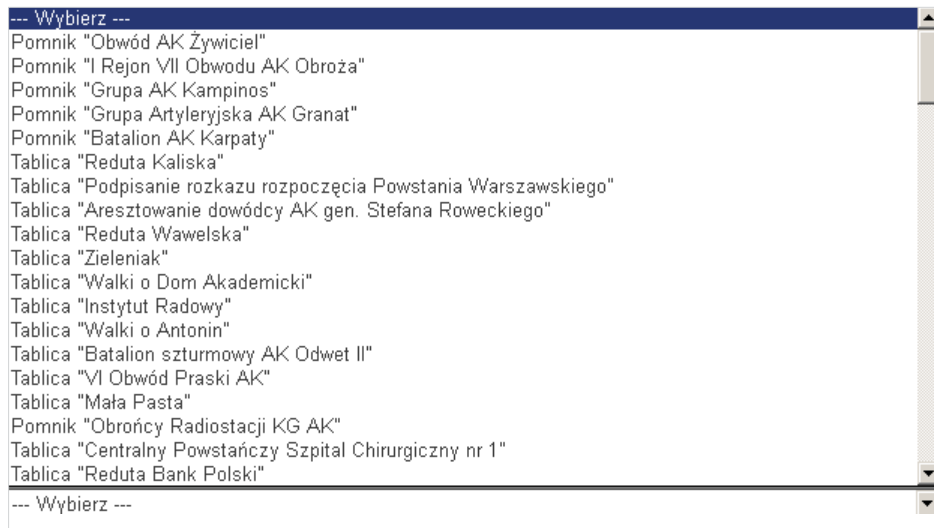 --- Wybierz ---
Pomnik "Obwód AK Żywiciel"
Pomnik "I Rejon VII Obwodu AK Obroża"
Pomnik "Grupa AK Kampinos"
Pomnik "Grupa Artyleryjska AK Granat"
Pomnik "Batalion AK Karpaty"
Tablica "Reduta Kaliska"
Tablica "Podpisanie rozkazu rozpoczęcia Powstania Warszawskiego"
Tablica "Aresztowanie dowódcy AK gen. Stefana Roweckiego"
Tablica "Reduta Wawelska"
Tablica "Zieleniak"
Tablica "Walki o Dom Akademicki"
Tablica "Instytut Radowy"
Tablica "Walki o Antonin"
Tablica "Batalion szturmowy AK Odwet II"
Tablica "VI Obwód Praski AK"
Tablica "Mała Pasta"
Pomnik "Obrońcy Radiostacji KG AK"
Tablica "Centralny Powstańczy Szpital Chirurgiczny nr 1"
Tablica "Reduta Bank Polski"
--- Wybierz ---